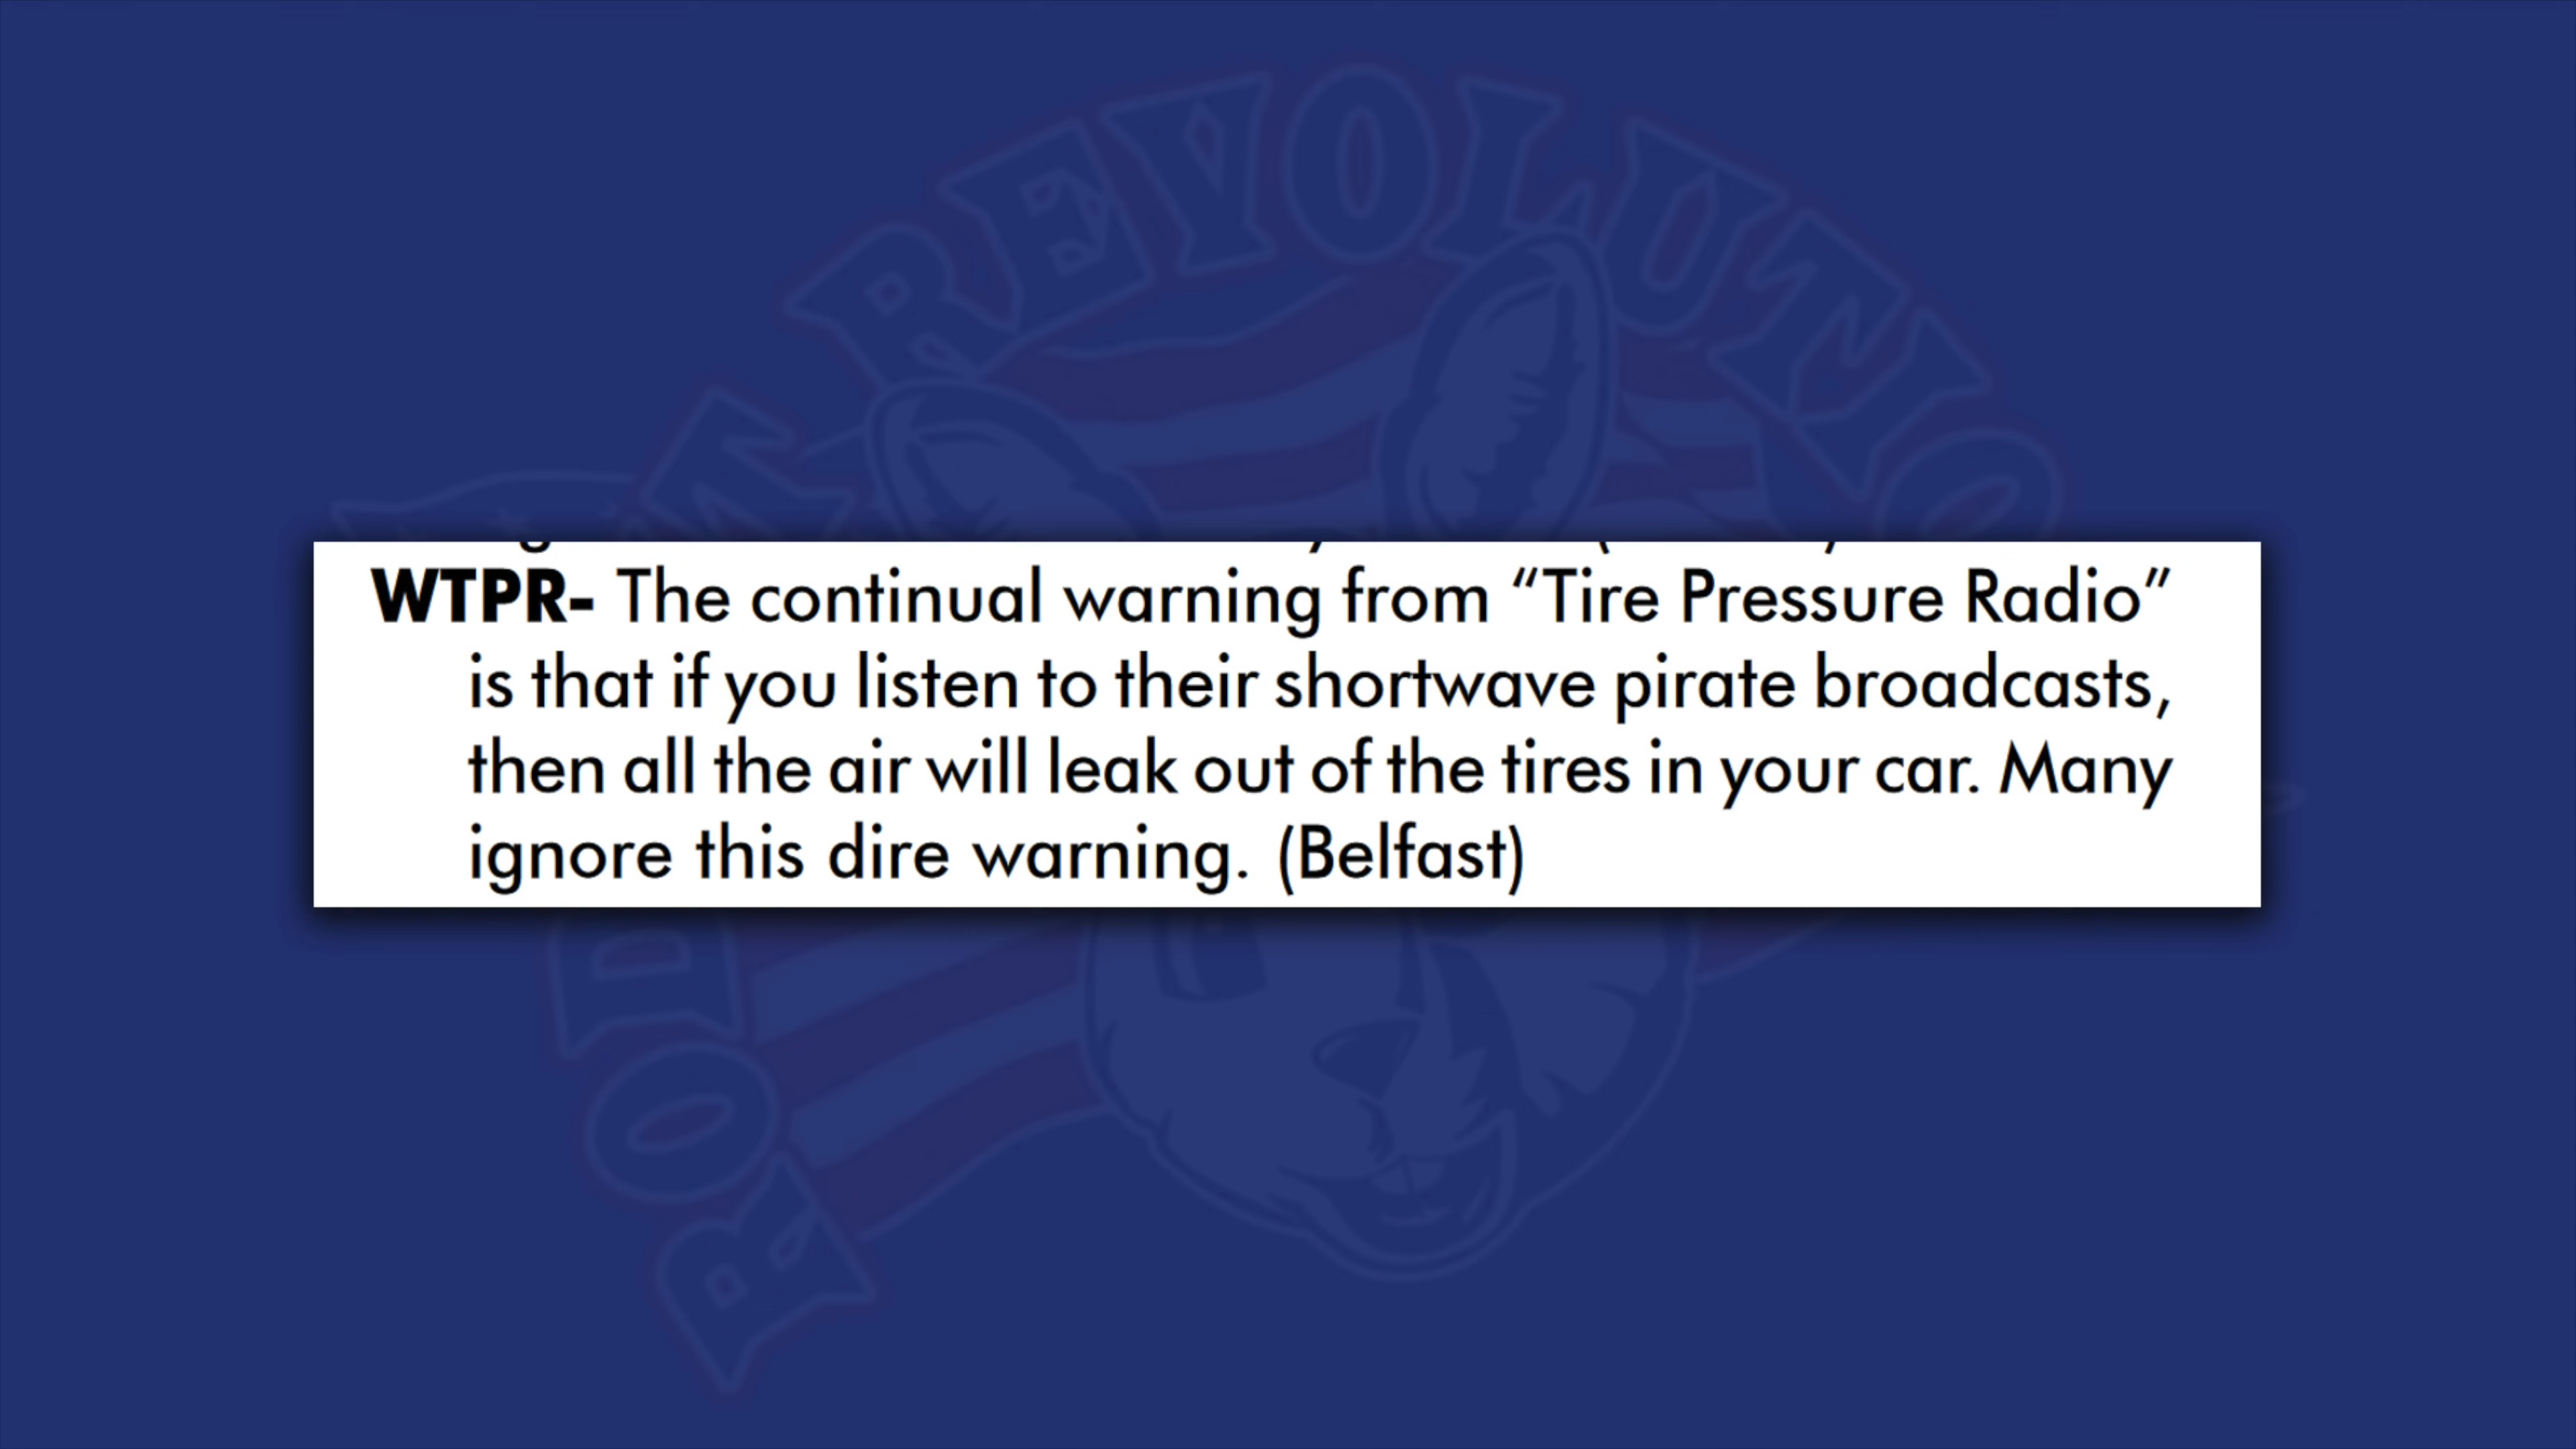 REVOLUTIO
WTPR- The continual warning from “Tire Pressure Radio”
is that if you listen to their shortwave pirate broadcasts,
then all the air will leak out of the tires in your car. Many
ignore this dire warning. (Belfast)